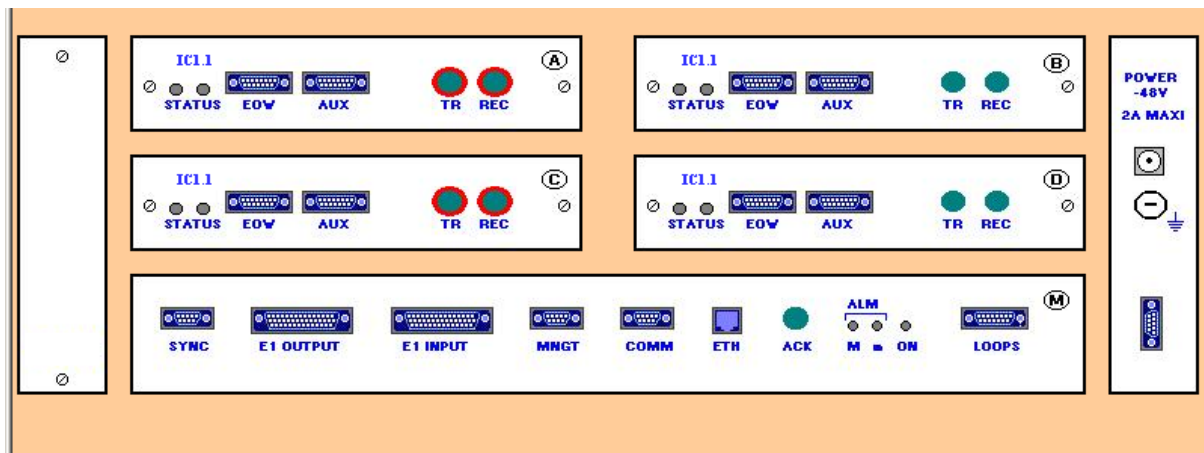 IC1.1
STATUS EOW AUX TR REC
A
IC1.1
STATUS EOW AUX TR REC
B
IC1.1
STATUS EOW AUX TR REC
C
IC1.1
STATUS EOW AUX TR REC
D
POWER
-48V
2A MAXI
M
ALM
SYNC E1 OUTPUT E1 INPUT MNGT COMM ETH ACK M m ON LOOPS